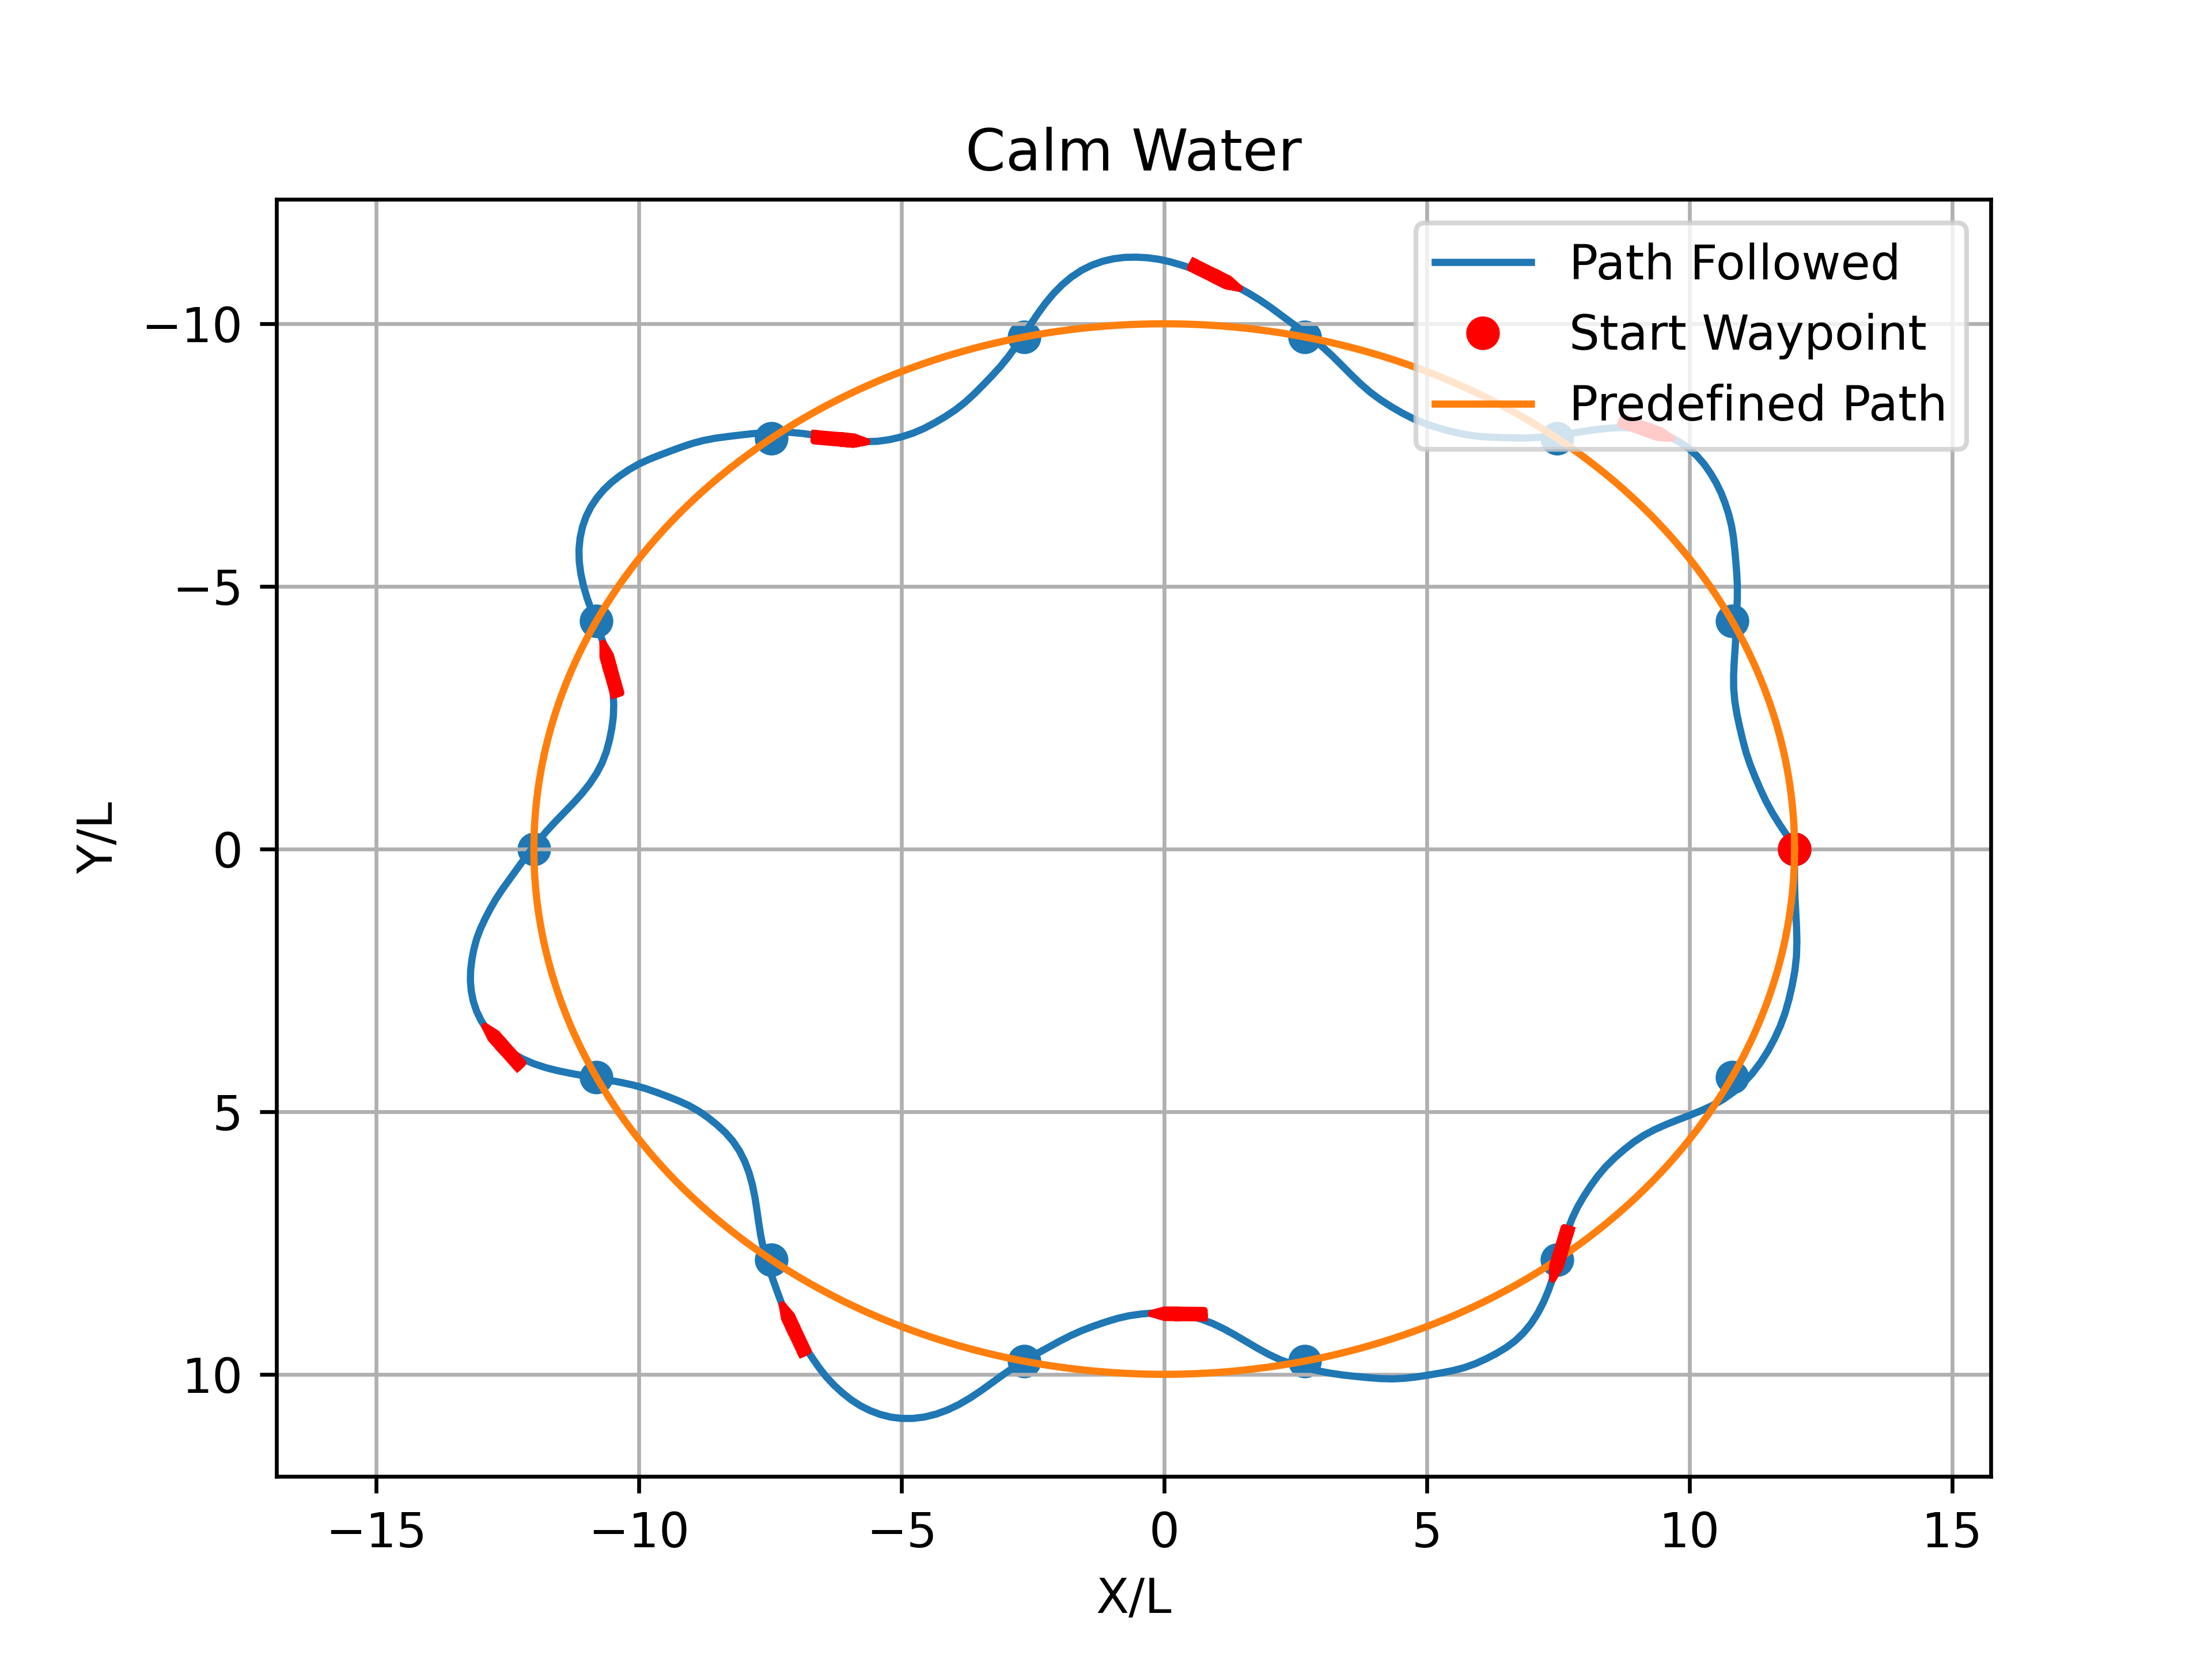 Calm Water
Path Followed
Start Waypoint
Predefined Path
−10
−5
0
5
10
Y/L
−15 −10 −5 0 5 10 15
X/L